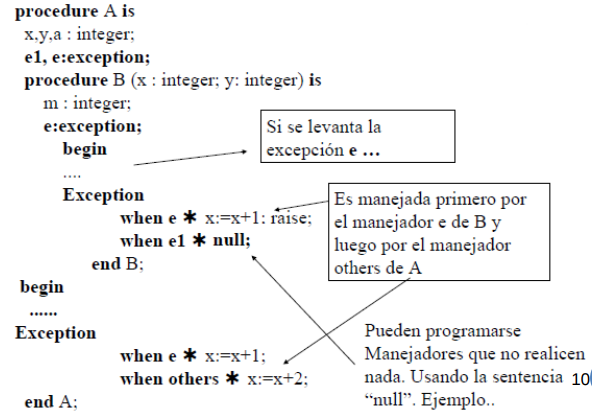 procedure A is
x,y,a : integer;
e1, e:exception;
procedure B (x : integer; y: integer) is
m : integer;
e:exception;
begin
....
Si se levanta la
excepción e ...
Exception
when e * x:=x+1: raise;
when e1 * null;
end B;
Es manejada primero por
el manejador e de B y
luego por el manejador
others de A
begin
......
Exception
when e * x:=x+1;
when others * x:=x+2;
end A;
Pueden programarse
Manejadores que no realicen
nada. Usando la sentencia
“null”. Ejemplo..